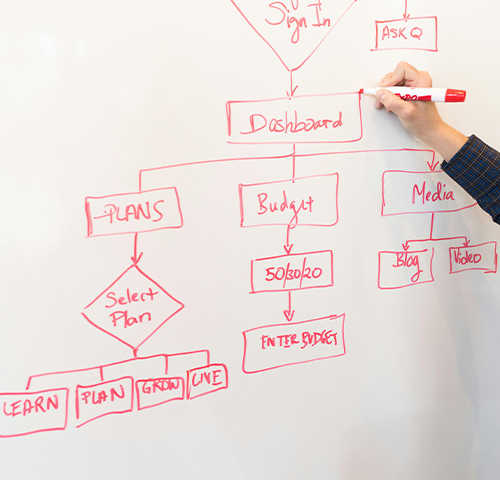 Sign In
ASK Q
Dashboard
PLANS
Budget
Media
Select
Plan
50/30/20
Blog
Video
ENTER BUDGET
LEARN
PLAN
GROW
LIVE